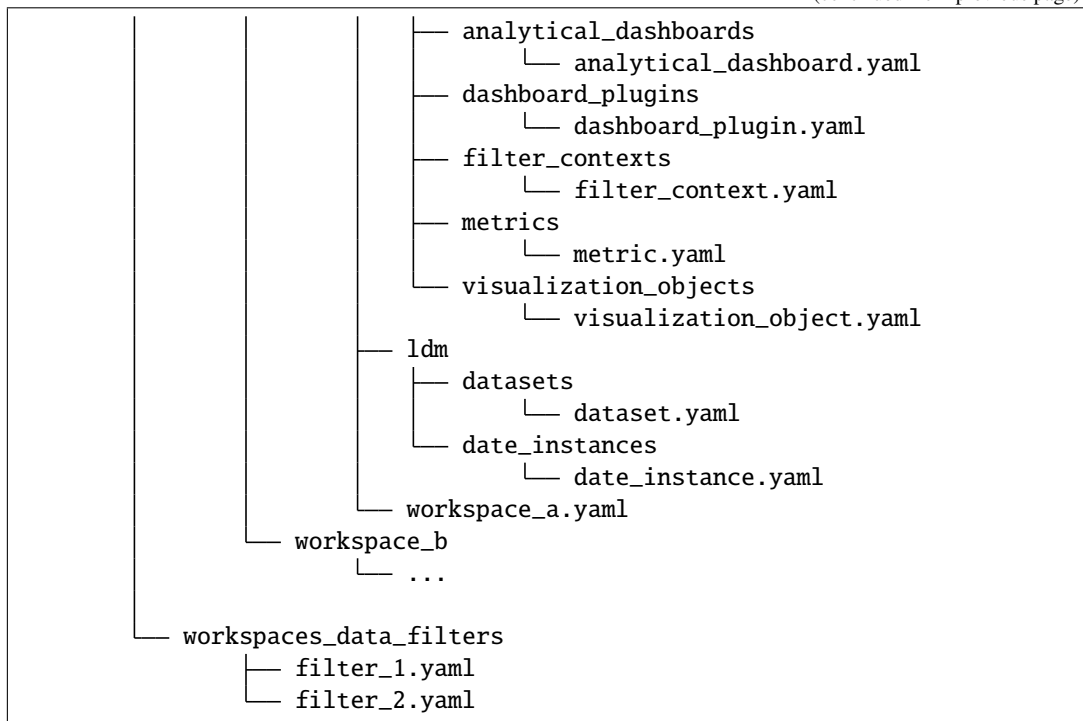 ├── analytical_dashboards
└── analytical_dashboard.yaml
├── dashboard_plugins
└── dashboard_plugin.yaml
├── filter_contexts
└── filter_context.yaml
├── metrics
└── metric.yaml
└── visualization_objects
└── visualization_object.yaml
├── ldm
├── datasets
└── dataset.yaml
└── date_instances
└── date_instance.yaml
└── workspace_a.yaml
└── workspace_b
└── ...
└── workspaces_data_filters
├── filter_1.yaml
└── filter_2.yaml